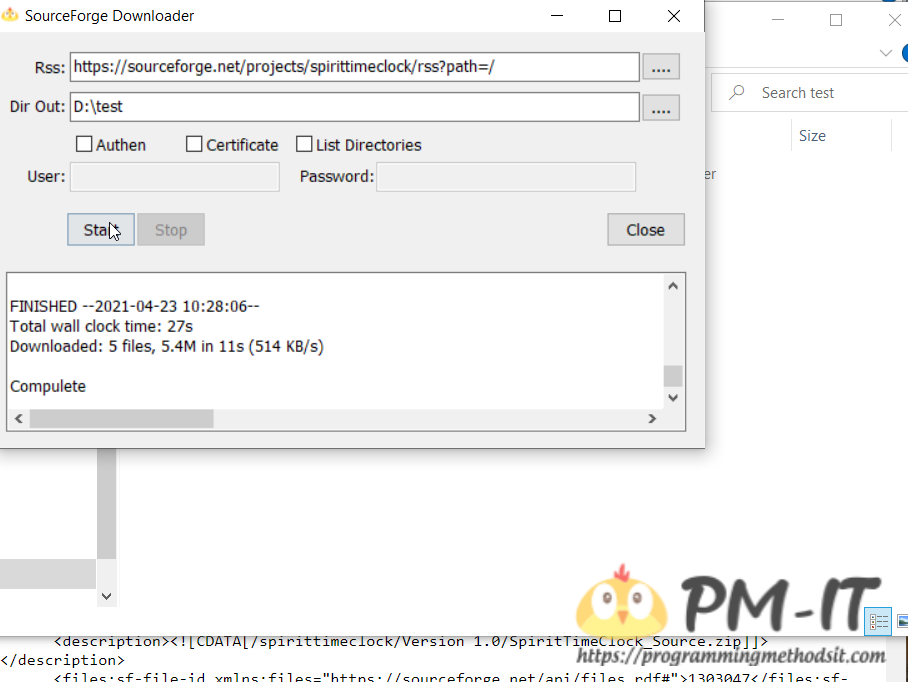 SourceForge Downloader
Rss: https://sourceforge.net/projects/spirittimeclock/rss?path=/ ....
Dir Out: D:\test ....
Authen Certificate List Directories
User: Password:
Start Stop Close
FINISHED --2021-04-23 10:28:06--
Total wall clock time: 27s
Downloaded: 5 files, 5.4M in 11s (514 KB/s)
Compulete
Search test
Size
er
PM-IT
https://programmingmethodsit.com
<description><![CDATA[/spirittimeclock/Version 1.0/SpiritTimeClock_Source.zip]]>
</description>
<files:sf-file-id xmlns:files="https://sourceforge.net/api/files.rdf#">1303047</files:sf-